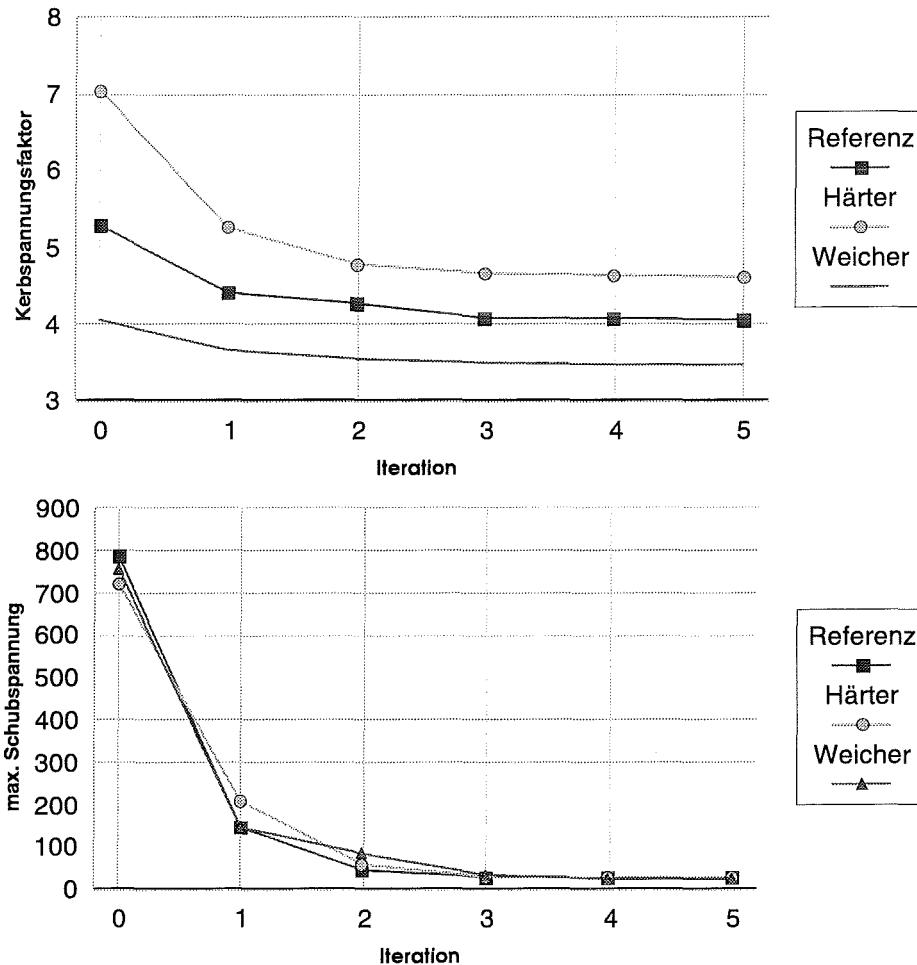 8
7
6
5
4
3
Kerbspannungsfaktor
0 1 2 3 4 5
Iteration
Referenz
Härter
Weicher
900
800
700
600
500
400
300
200
100
0
max. Schubspannung
0 1 2 3 4 5
Iteration
Referenz
Härter
Weicher